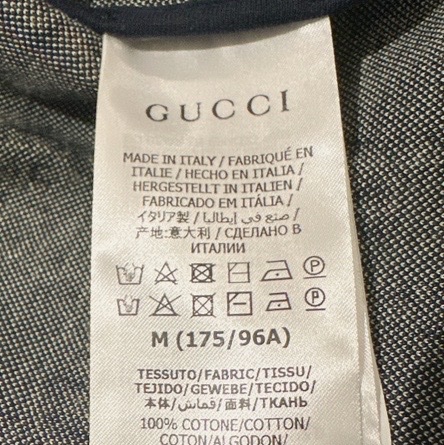 GUCCI
MADE IN ITALY / FABRIQUÉ EN
ITALIE / HECHO EN ITALIA /
HERGESTELLT IN ITALIEN /
FABRICADO EM ITÁLIA /
イタリア製 / صنع في إيطاليا /
产地:意大利 / СДЕЛАНО В
ИТАЛИИ
M (175/96A)
TESSUTO/FABRIC/TISSU/
TEJIDO/GEWEBE/TECIDO/
本体/قماش/面料/ТКАНЬ
100% COTONE/COTTON/
COTON/ALGODON/